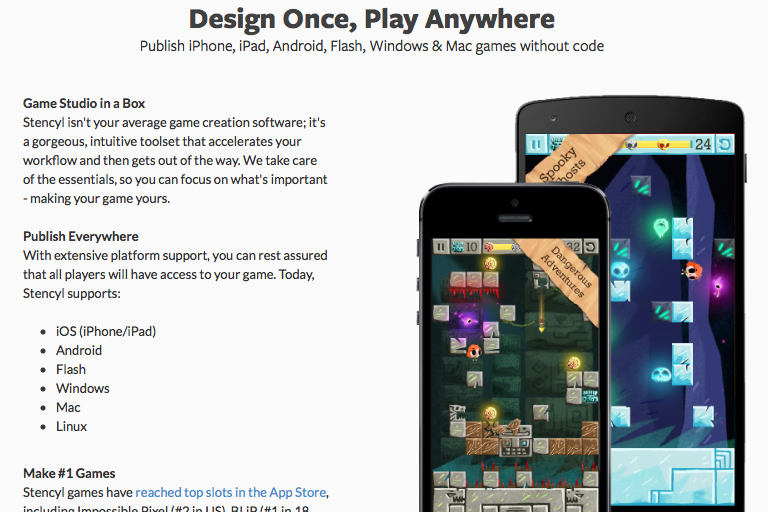 Design Once, Play Anywhere
Publish iPhone, iPad, Android, Flash, Windows & Mac games without code
Game Studio in a Box
Stencyl isn't your average game creation software; it's
a gorgeous, intuitive toolset that accelerates your
workflow and then gets out of the way. We take care
of the essentials, so you can focus on what's important
- making your game yours.
Publish Everywhere
With extensive platform support, you can rest assured
that all players will have access to your game. Today,
Stencyl supports:
• iOS (iPhone/iPad)
• Android
• Flash
• Windows
• Mac
• Linux
Make #1 Games
Stencyl games have reached top slots in the App Store,
including Impossible Pixel (#2 in US), BLiP (#1 in 18
Spooky
Ghosts
24
10
32
Dangerous
Adventures